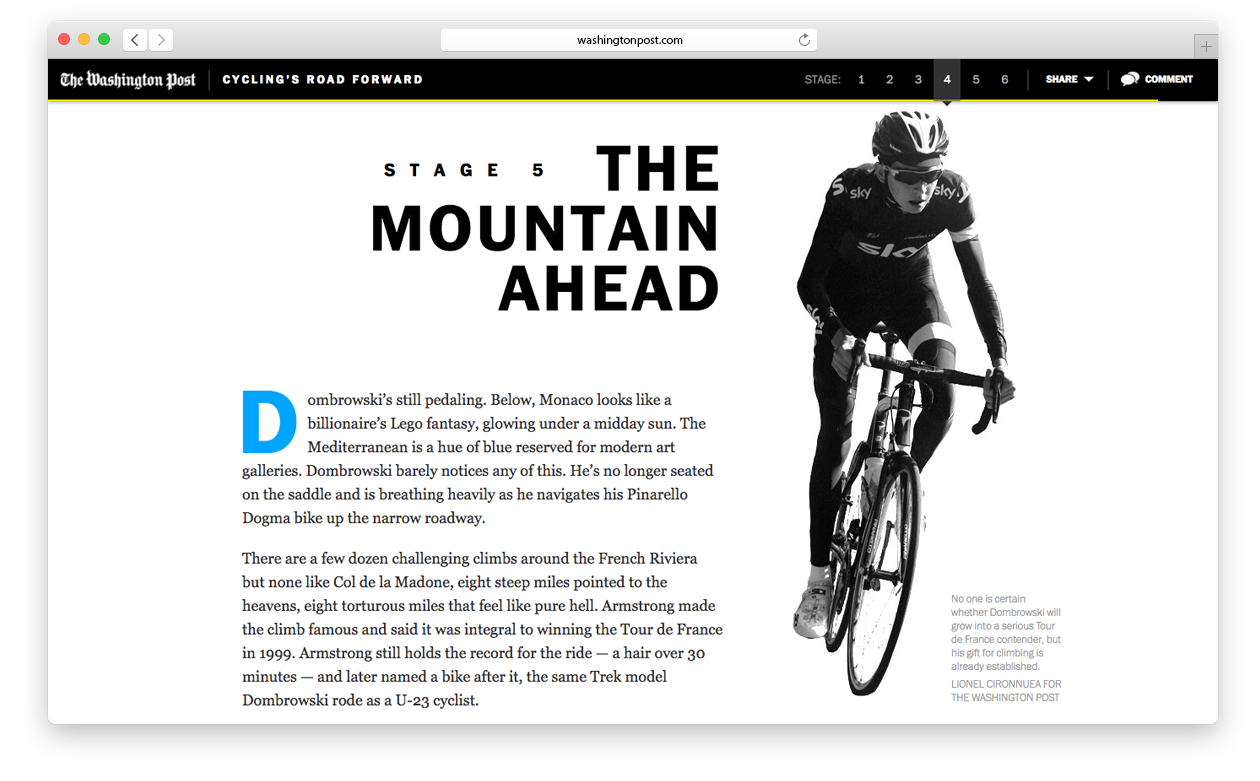 washingtonpost.com
The Washington Post CYCLING'S ROAD FORWARD STAGE: 1 2 3 4 5 6 SHARE COMMENT
STAGE 5 THE
MOUNTAIN
AHEAD
Dombrowski’s still pedaling. Below, Monaco looks like a
billionaire’s Lego fantasy, glowing under a midday sun. The
Mediterranean is a hue of blue reserved for modern art
galleries. Dombrowski barely notices any of this. He’s no longer seated
on the saddle and is breathing heavily as he navigates his Pinarello
Dogma bike up the narrow roadway.
There are a few dozen challenging climbs around the French Riviera
but none like Col de la Madone, eight steep miles pointed to the
heavens, eight torturous miles that feel like pure hell. Armstrong made
the climb famous and said it was integral to winning the Tour de France
in 1999. Armstrong still holds the record for the ride — a hair over 30
minutes — and later named a bike after it, the same Trek model
Dombrowski rode as a U-23 cyclist.
sky
sky
sky
No one is certain
whether Dombrowski will
grow into a serious Tour
de France contender, but
his gift for climbing is
already established.
LIONEL CIRONNUEA FOR
THE WASHINGTON POST